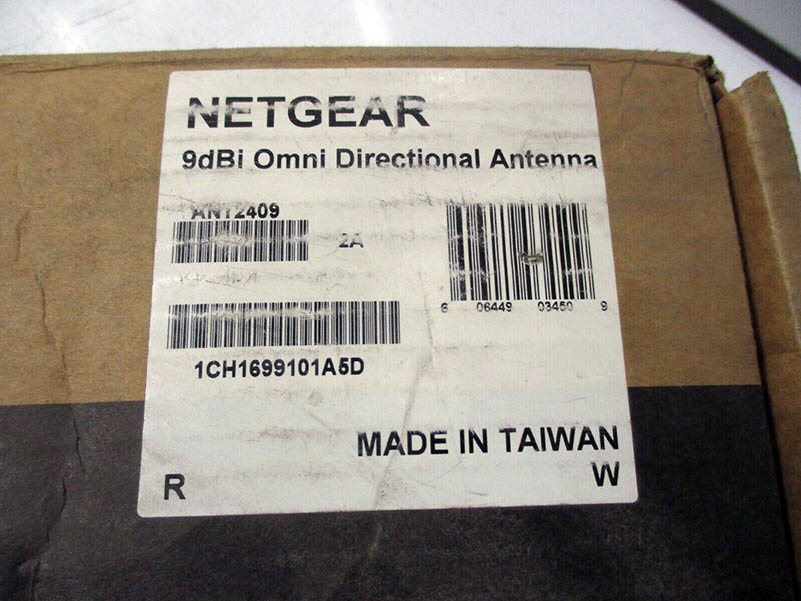 NETGEAR
9dBi Omni Directional Antenna
ANT2409
2A
6 06449 03450 9
1CH1699101A5D
MADE IN TAIWAN
R W